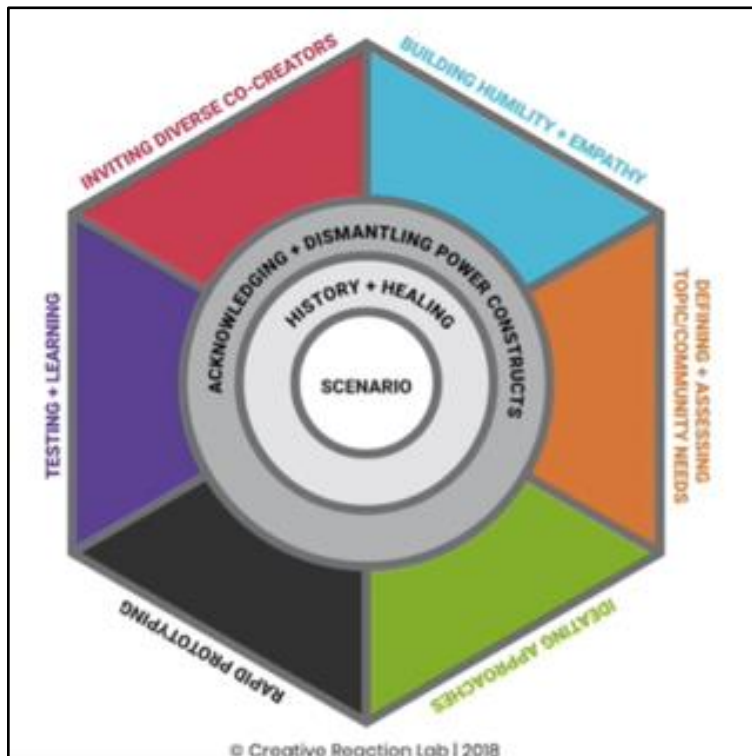 INVITING DIVERSE CO-CREATORS
BUILDING HUMILITY + EMPATHY
DEFINING + ASSESSING
TOPIC/COMMUNITY NEEDS
IDEATING APPROACHES
RAPID PROTOTYPING
TESTING + LEARNING
ACKNOWLEDGING + DISMANTLING POWER CONSTRUCTS
HISTORY + HEALING
SCENARIO
© Creative Reaction Lab | 2018